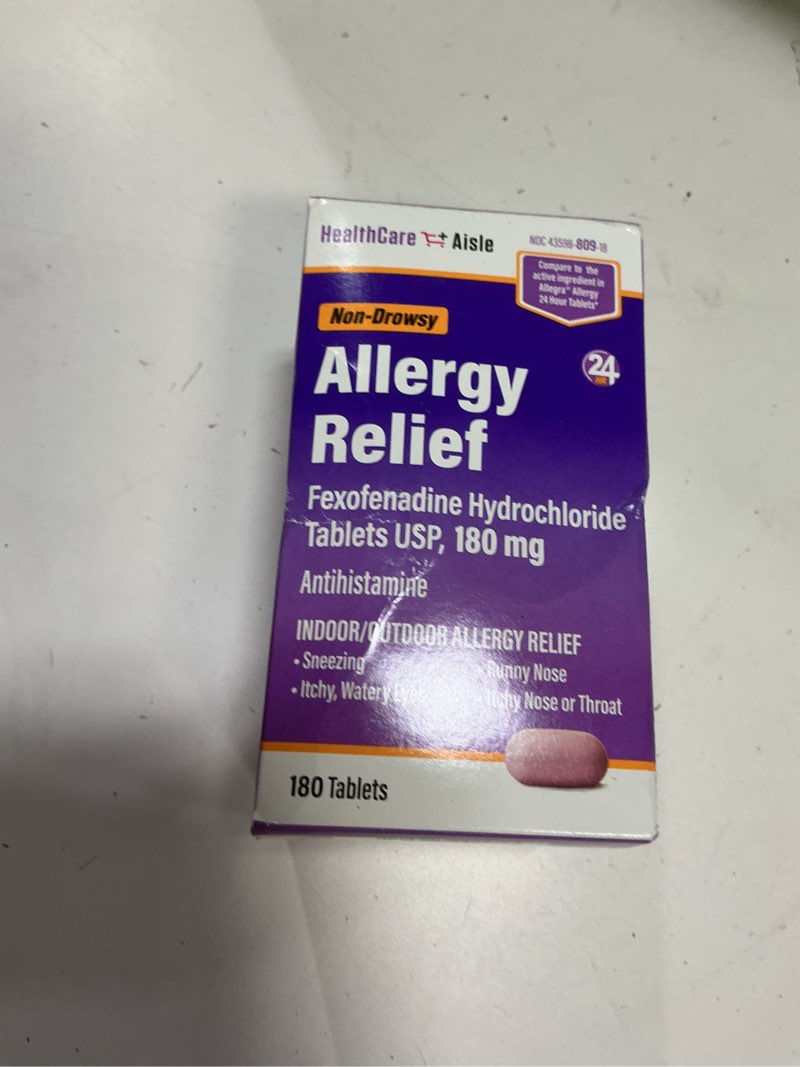 HealthCare Aisle
NDC 43598-809-18
Compare to the
active ingredient in
Allegra® Allergy
24 Hour Tablets*
Non-Drowsy
Allergy
24
HR
Relief
Fexofenadine Hydrochloride
Tablets USP, 180 mg
Antihistamine
INDOOR/OUTDOOR ALLERGY RELIEF
• Sneezing
• Runny Nose
• Itchy, Watery Eyes
• Itchy Nose or Throat
180 Tablets